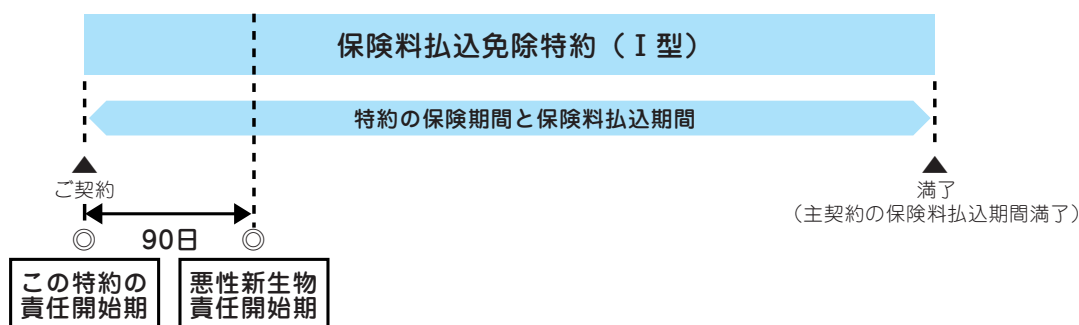 保険料払込免除特約（Ⅰ型）
特約の保険期間と保険料払込期間
ご契約
満了
（主契約の保険料払込期間満了）
◎ 90日 ◎
この特約の
責任開始期
悪性新生物
責任開始期